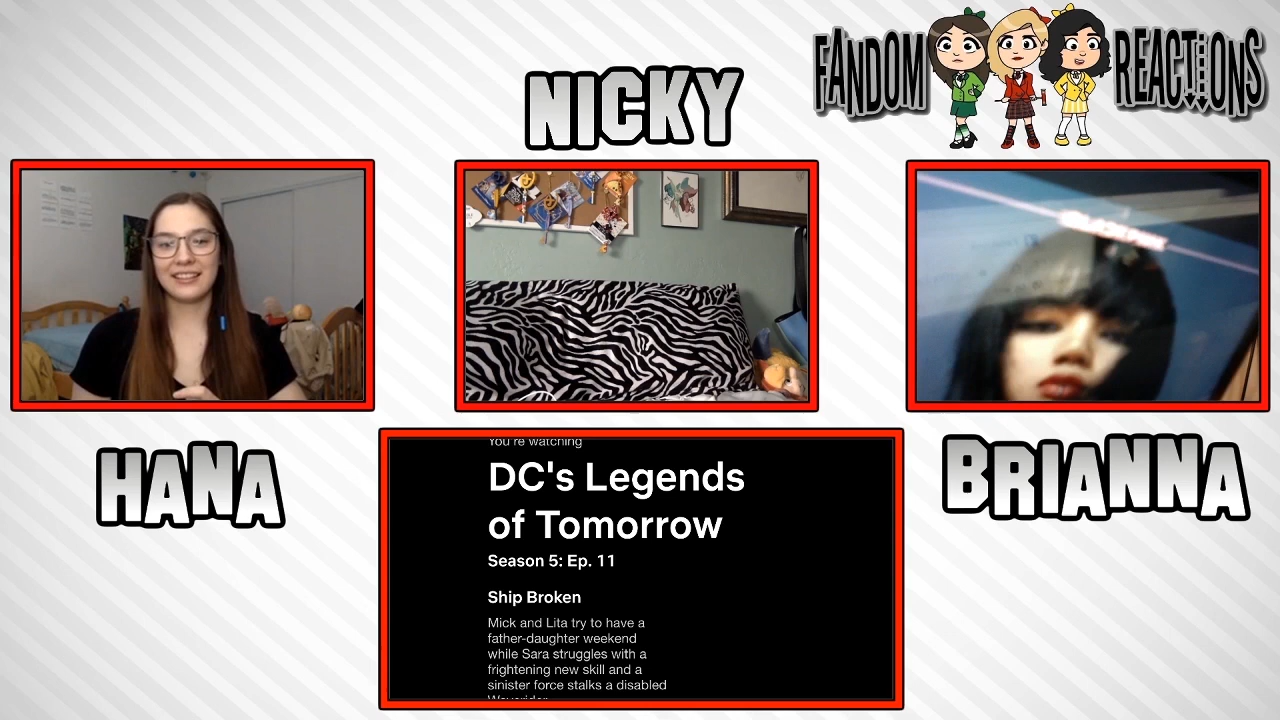 FANDOM REACTIONS
NICKY
HANA
BRIANNA
You're watching
DC's Legends
of Tomorrow
Season 5: Ep. 11
Ship Broken
Mick and Lita try to have a
father-daughter weekend
while Sara struggles with a
frightening new skill and a
sinister force stalks a disabled
Waverider.